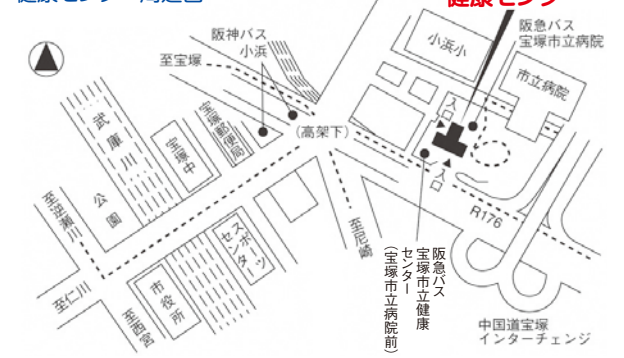 健康センター周辺図
健康センター
阪神バス
小浜
至宝塚
小浜小
阪急バス
宝塚市立病院
市立病院
入口
武庫川
宝塚中
宝塚郵便局
(高架下)
入口
公園
至逆瀬川
スポーツ
センター
至尼崎
R176
至仁川
市役所
至西宮
阪急バス
宝塚市立健康
センター
(宝塚市立病院前)
中国道宝塚
インターチェンジ